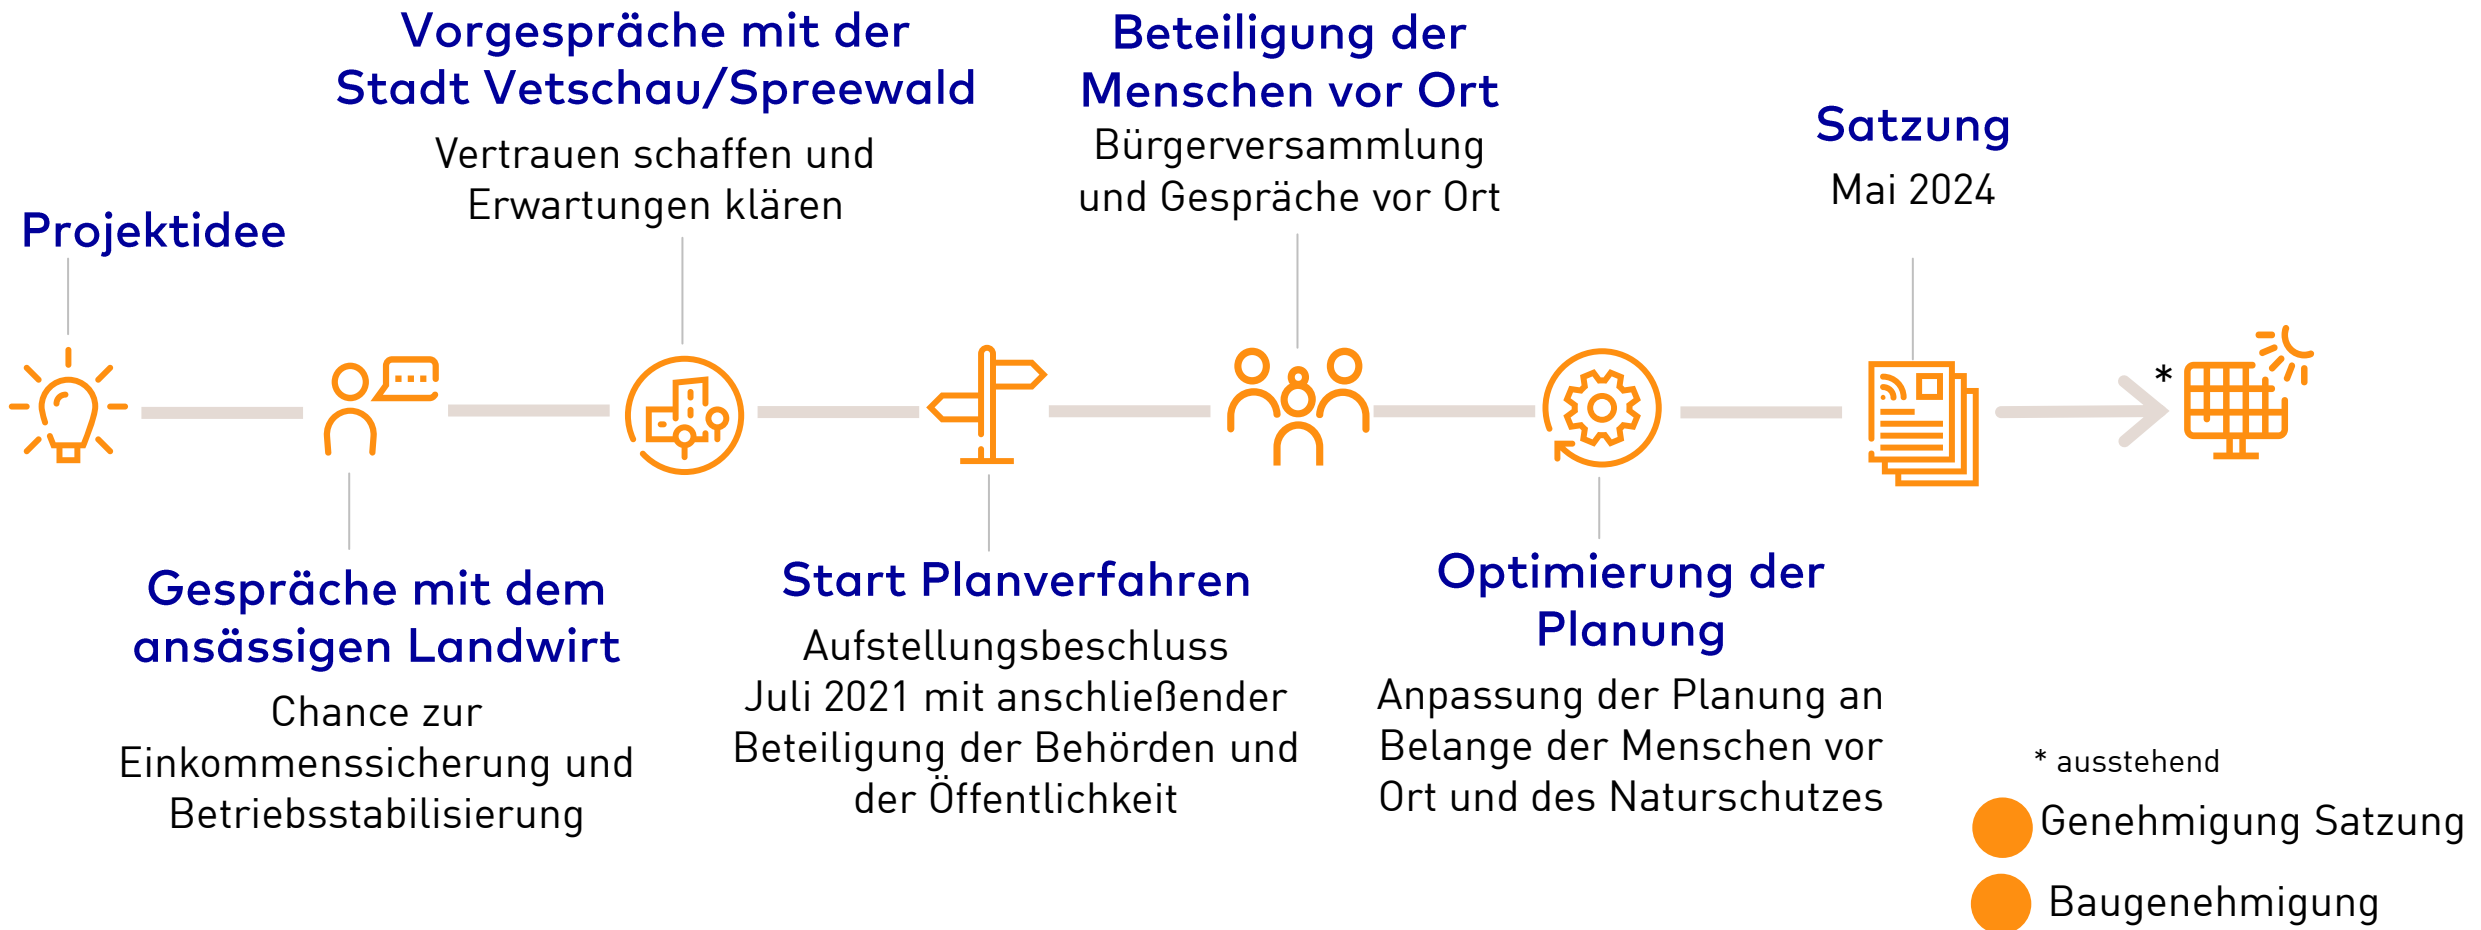 Projektidee
Gespräche mit dem
ansässigen Landwirt
Chance zur
Einkommenssicherung und
Betriebsstabilisierung
Vorgespräche mit der
Stadt Vetschau/Spreewald
Vertrauen schaffen und
Erwartungen klären
Start Planverfahren
Aufstellungsbeschluss
Juli 2021 mit anschließender
Beteiligung der Behörden und
der Öffentlichkeit
Beteiligung der
Menschen vor Ort
Bürgerversammlung
und Gespräche vor Ort
Optimierung der
Planung
Anpassung der Planung an
Belange der Menschen vor
Ort und des Naturschutzes
Satzung
Mai 2024
*
* ausstehend
Genehmigung Satzung
Baugenehmigung